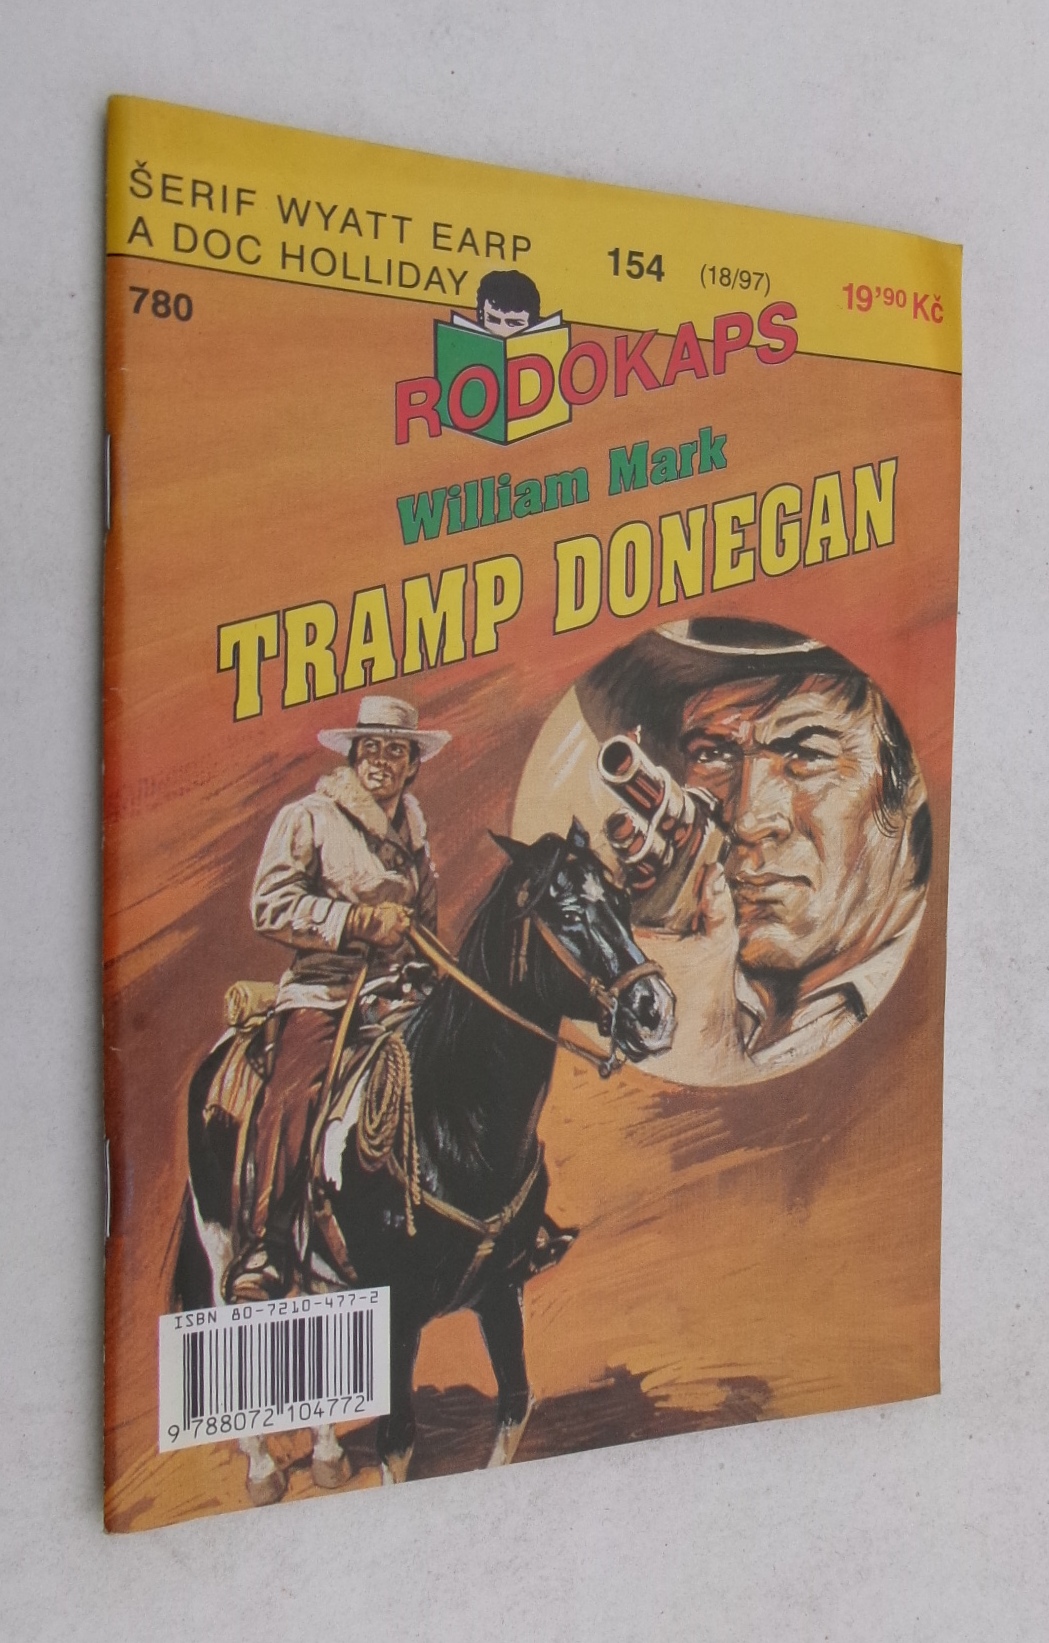 ŠERIF WYATT EARP
A DOC HOLLIDAY
154 (18/97)
19'90 Kč
780
RODOKAPS
William Mark
TRAMP DONEGAN
ISBN 80-7210-477-2
9 788072 104772